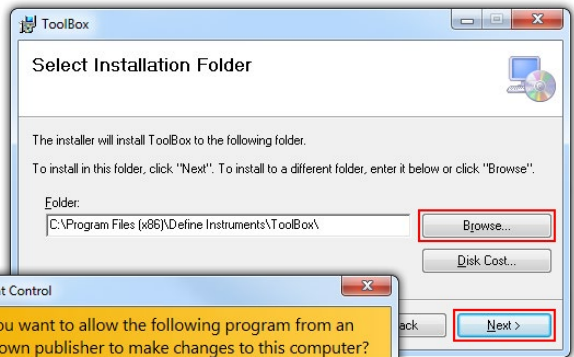 ToolBox
Select Installation Folder
The installer will install ToolBox to the following folder.
To install in this folder, click "Next". To install to a different folder, enter it below or click "Browse".
Folder:
C:\Program Files (x86)\Define Instruments\ToolBox\
Browse...
Disk Cost...
Control
want to allow the following program from an
publisher to make changes to this computer?
Next >